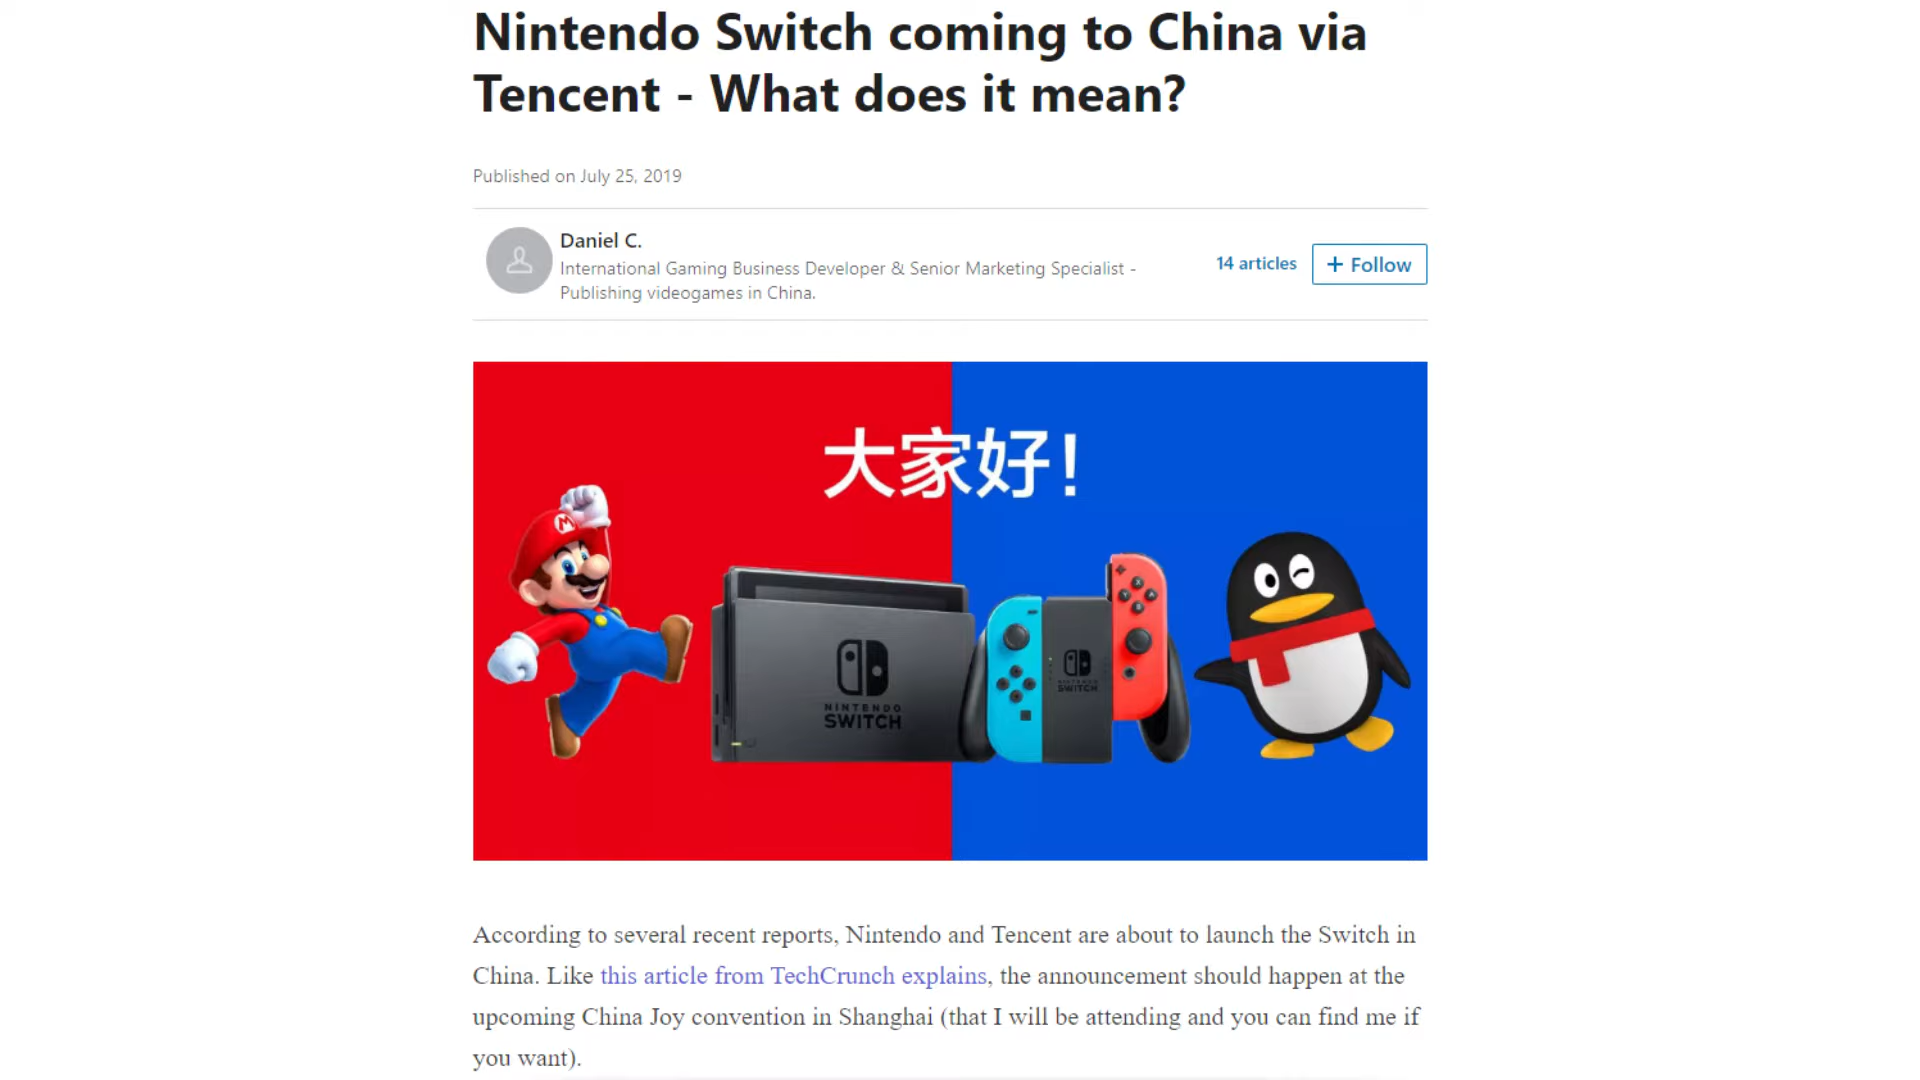 Nintendo Switch coming to China via
Tencent - What does it mean?
Published on July 25, 2019
Daniel C.
International Gaming Business Developer & Senior Marketing Specialist -
Publishing videogames in China.
14 articles
+ Follow
大家好！
M
NINTENDO
SWITCH
NINTENDO
SWITCH
According to several recent reports, Nintendo and Tencent are about to launch the Switch in
China. Like this article from TechCrunch explains, the announcement should happen at the
upcoming China Joy convention in Shanghai (that I will be attending and you can find me if
you want).